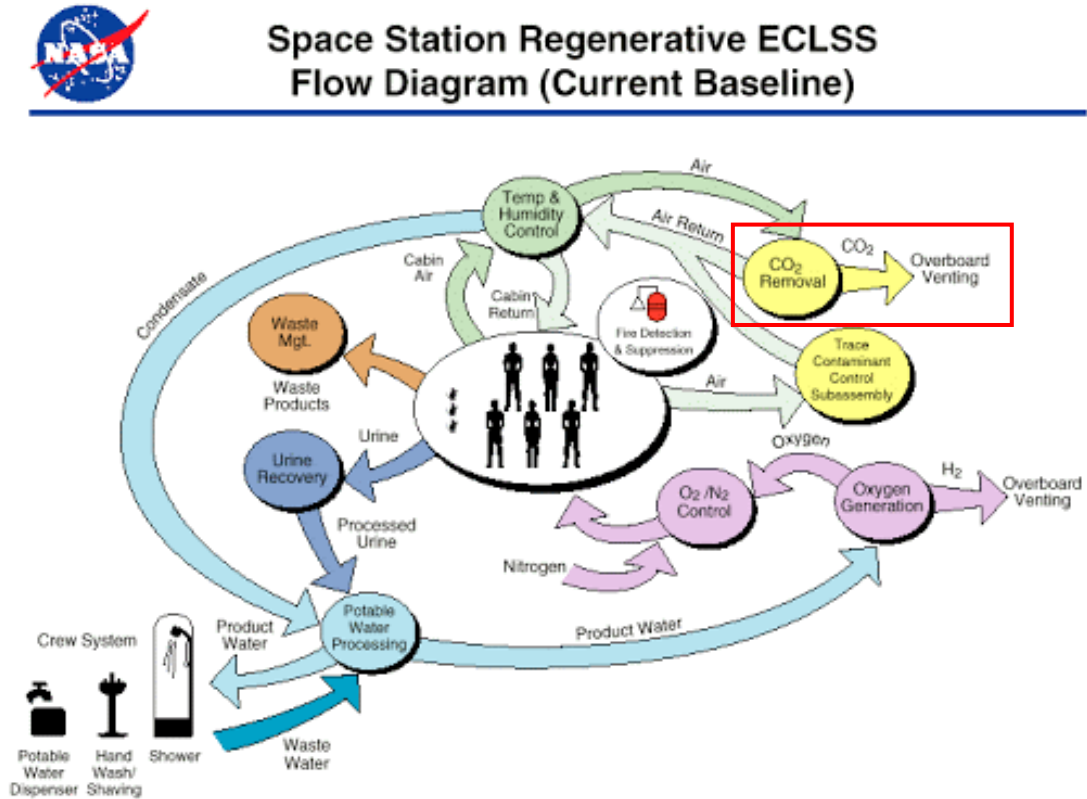 NASA
Space Station Regenerative ECLSS
Flow Diagram (Current Baseline)
Air
Temp &
Humidity
Control
Air Return
CO₂
Removal
CO₂
Overboard
Venting
Cabin
Air
Cabin
Return
Condensate
Waste
Mgt.
Waste
Products
Fire Detection
& Suppression
Trace
Contaminant
Control
Subassembly
Air
Urine
Urine
Recovery
Oxygen
O₂ /N₂
Control
Oxygen
Generation
H₂
Overboard
Venting
Processed
Urine
Nitrogen
Potable
Water
Processing
Product Water
Crew System
Product
Water
Waste
Water
Potable
Water
Dispenser
Hand
Wash/
Shaving
Shower